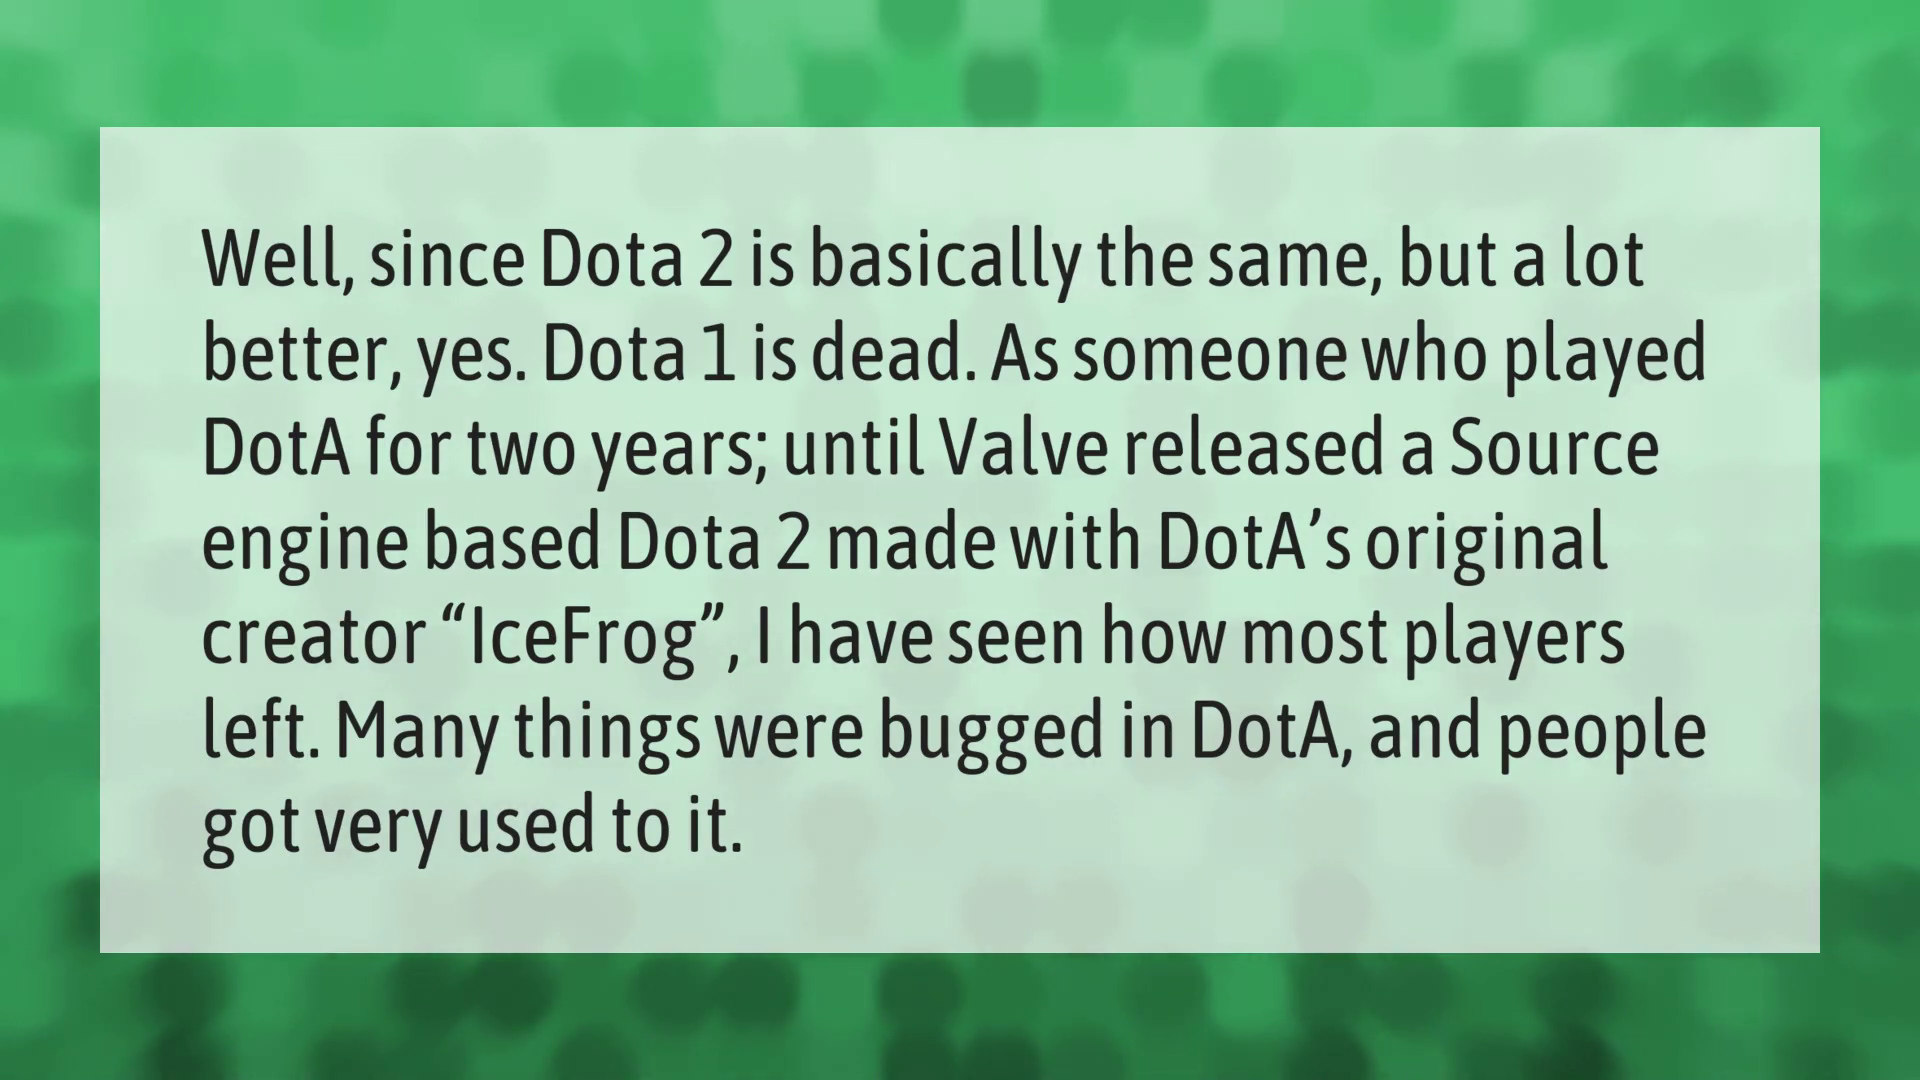 Well, since Dota 2 is basically the same, but a lot
better, yes. Dota 1 is dead. As someone who played
DotA for two years; until Valve released a Source
engine based Dota 2 made with DotA’s original
creator “IceFrog”, I have seen how most players
left. Many things were bugged in DotA, and people
got very used to it.